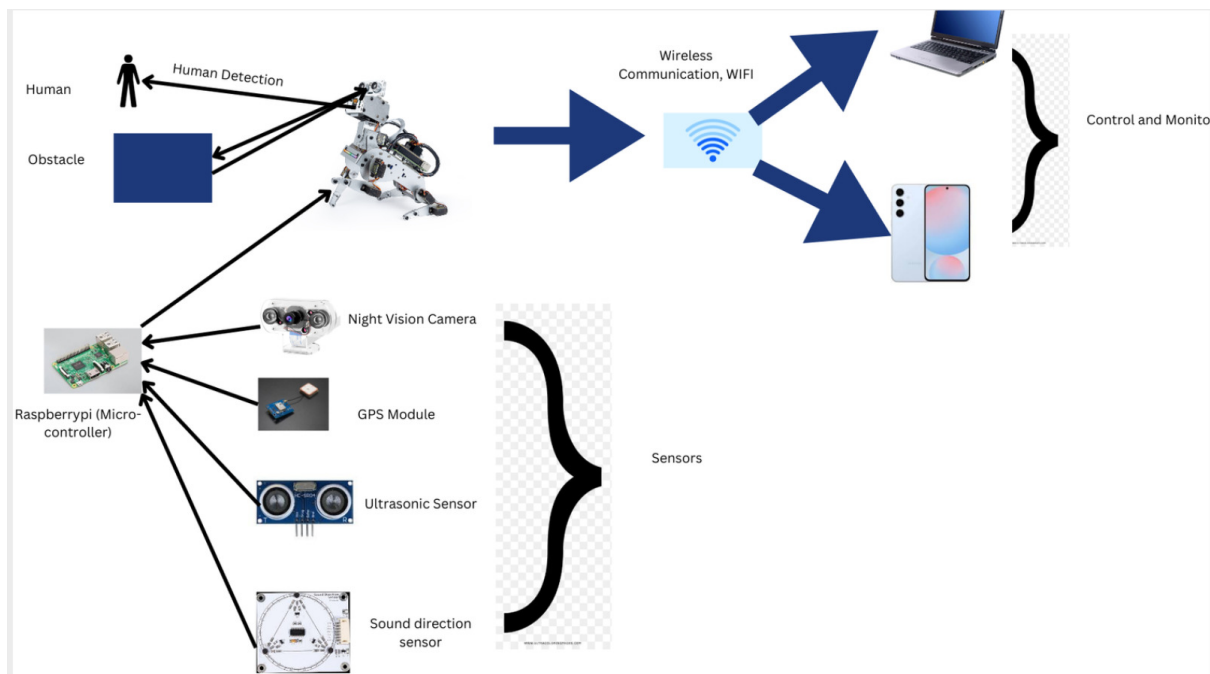 Human
Human Detection
Obstacle
Wireless
Communication, WIFI
Control and Monito
Raspberrypi (Micro-
controller)
Night Vision Camera
GPS Module
Ultrasonic Sensor
Sound direction
sensor
Sensors